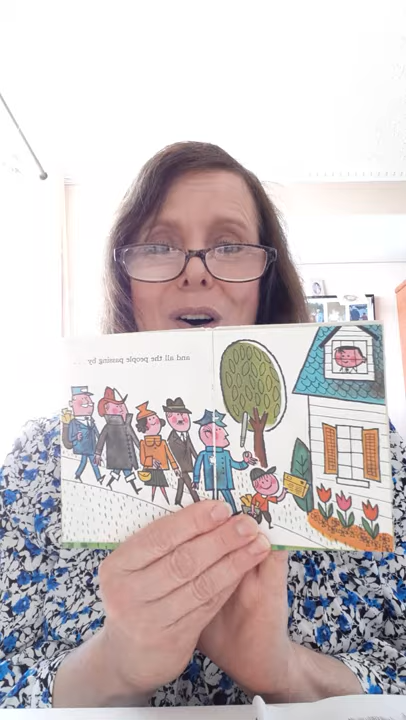 and all the people passing by . . .